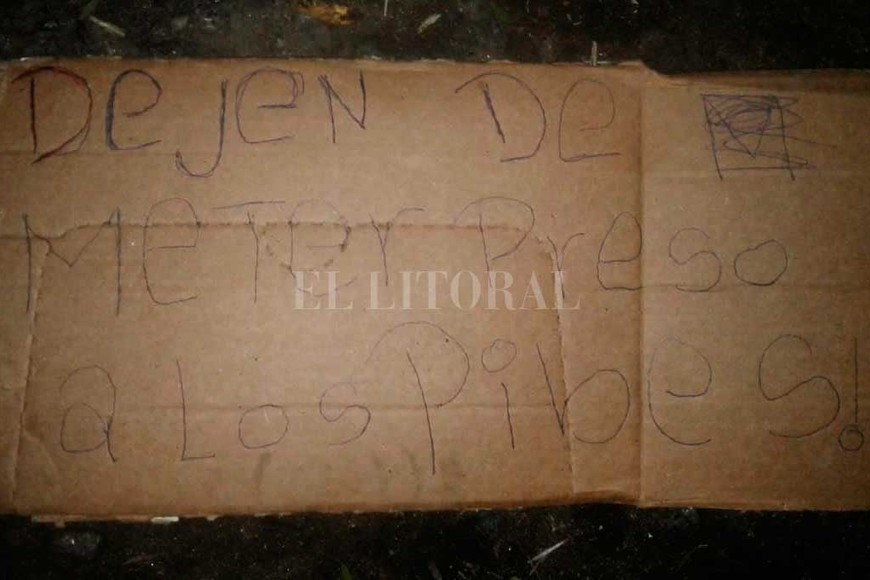 DeJeN De
MeTer Preso
a Los Pibes!
EL LITORAL